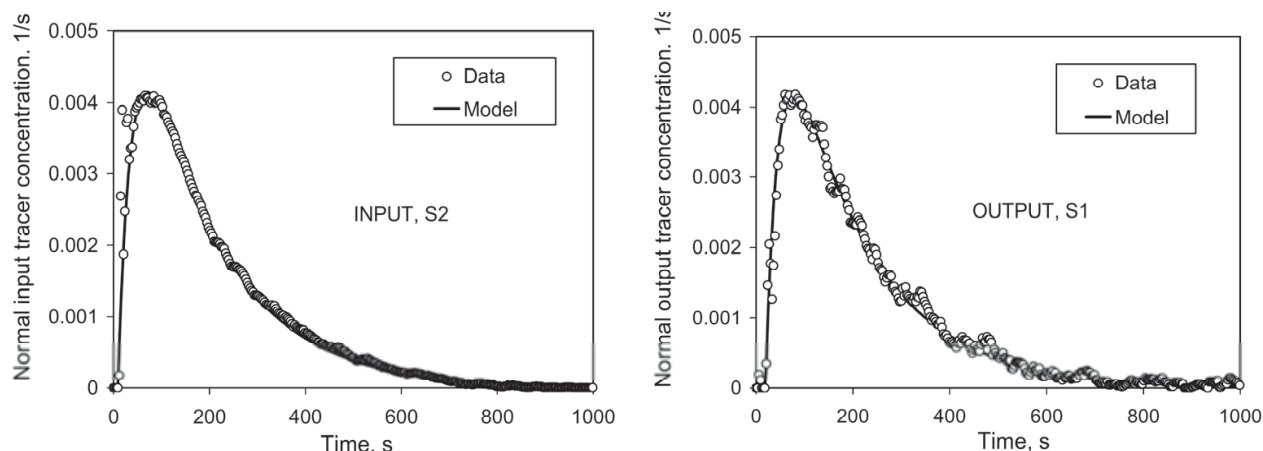 Normal input tracer concentration. 1/s
0.005
0.004
0.003
0.002
0.001
0
Data
Model
INPUT, S2
0
200
400
600
800
1000
Time, s
Normal output tracer concentration. 1/s
0.005
0.004
0.003
0.002
0.001
0
Data
Model
OUTPUT, S1
0
200
400
600
800
1000
Time, s